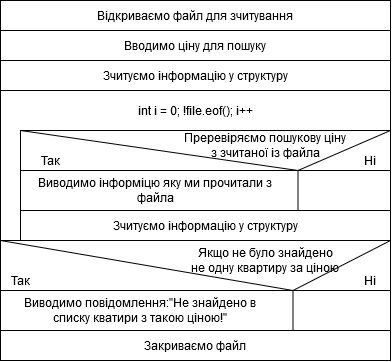 Відкриваємо файл для зчитування
Вводимо ціну для пошуку
Зчитуємо інформацію у структуру
int i = 0; !file.eof(); i++
Преревіряємо пошукову ціну
з зчитаної із файла
Так
Ні
Виводимо інформіцю яку ми прочитали з
файла
Зчитуємо інформацію у структуру
Якщо не було знайдено
не одну квартиру за ціною
Так
Ні
Виводимо повідомлення:"Не знайдено в
списку кватири з такою ціною!"
Закриваємо файл